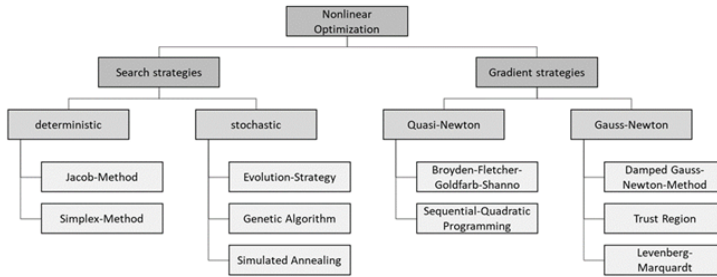 Nonlinear
Optimization
Search strategies
Gradient strategies
deterministic
stochastic
Quasi-Newton
Gauss-Newton
Jacob-Method
Simplex-Method
Evolution-Strategy
Genetic Algorithm
Simulated Annealing
Broyden-Fletcher-
Goldfarb-Shanno
Sequential-Quadratic
Programming
Damped Gauss-
Newton-Method
Trust Region
Levenberg-
Marquardt